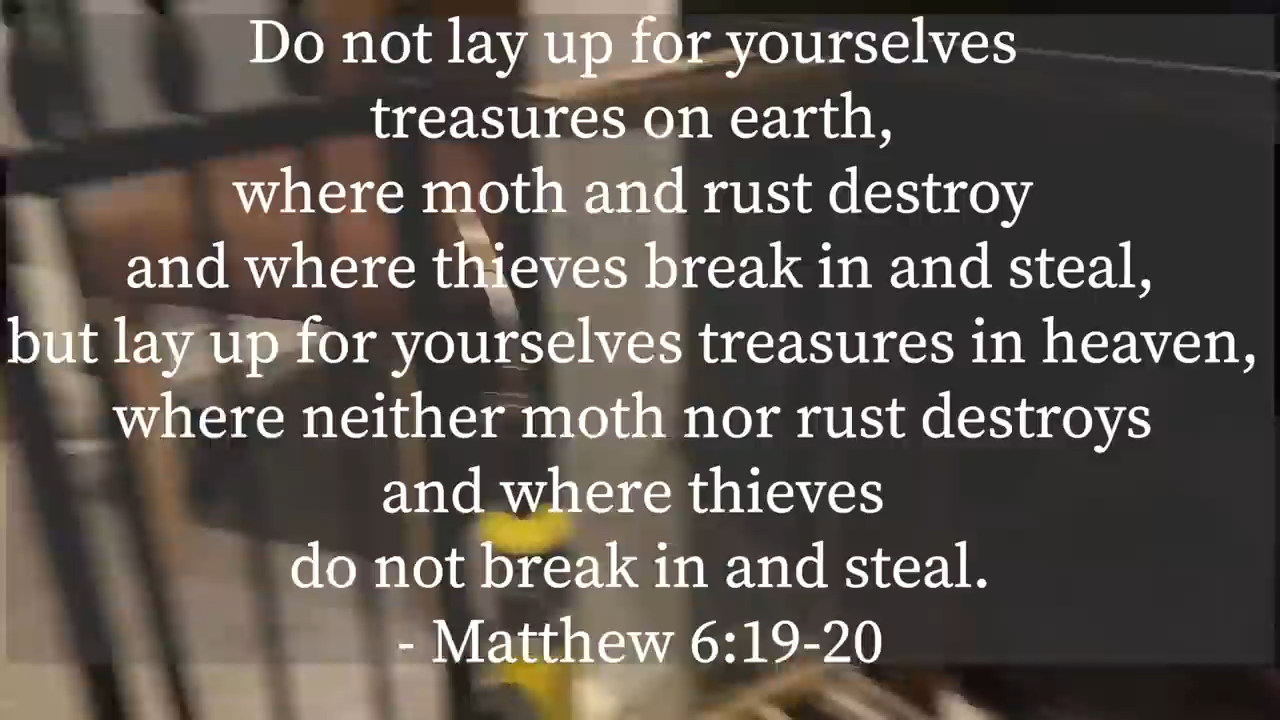 Do not lay up for yourselves
treasures on earth,
where moth and rust destroy
and where thieves break in and steal,
but lay up for yourselves treasures in heaven,
where neither moth nor rust destroys
and where thieves
do not break in and steal.
- Matthew 6:19-20